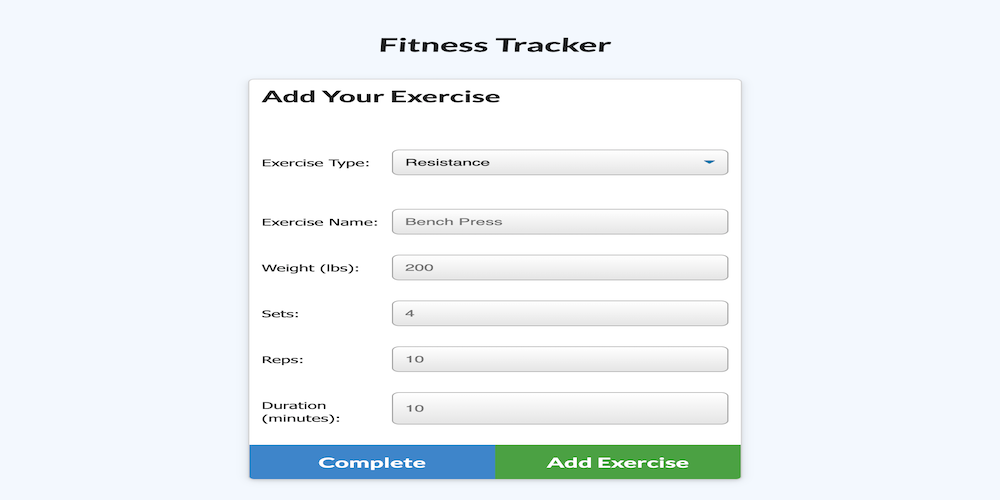 Fitness Tracker
Add Your Exercise
Exercise Type: Resistance
Exercise Name: Bench Press
Weight (lbs): 200
Sets: 4
Reps: 10
Duration
(minutes): 10
Complete Add Exercise